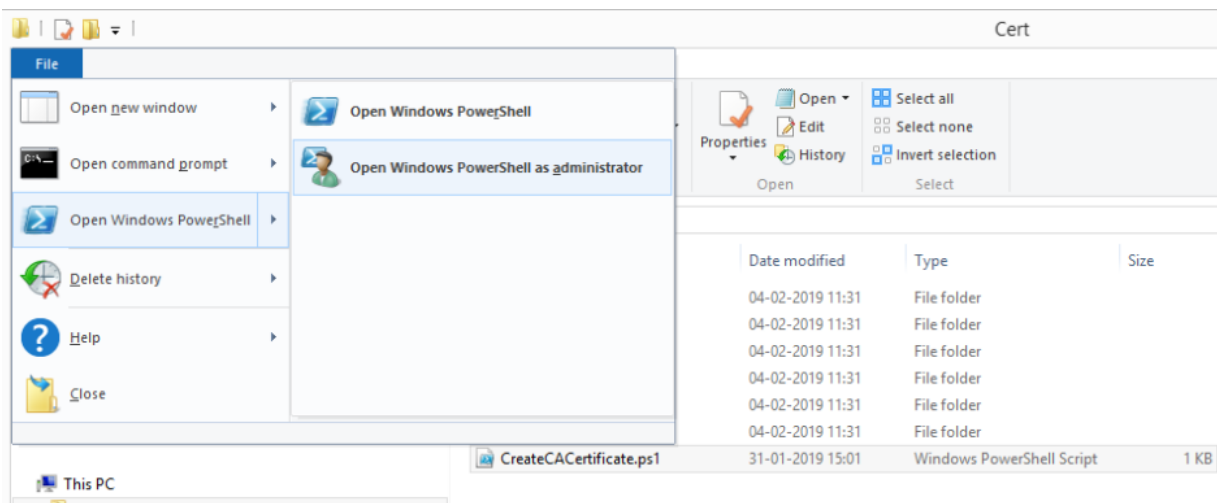 Cert
File
Open new window
Open command prompt
Open Windows PowerShell
Delete history
Help
Close
Open Windows PowerShell
Open Windows PowerShell as administrator
Properties
Open
Edit
History
Open
Select all
Select none
Invert selection
Select
Date modified Type Size
04-02-2019 11:31 File folder
04-02-2019 11:31 File folder
04-02-2019 11:31 File folder
04-02-2019 11:31 File folder
04-02-2019 11:31 File folder
04-02-2019 11:31 File folder
CreateCACertificate.ps1 31-01-2019 15:01 Windows PowerShell Script 1 KB
This PC